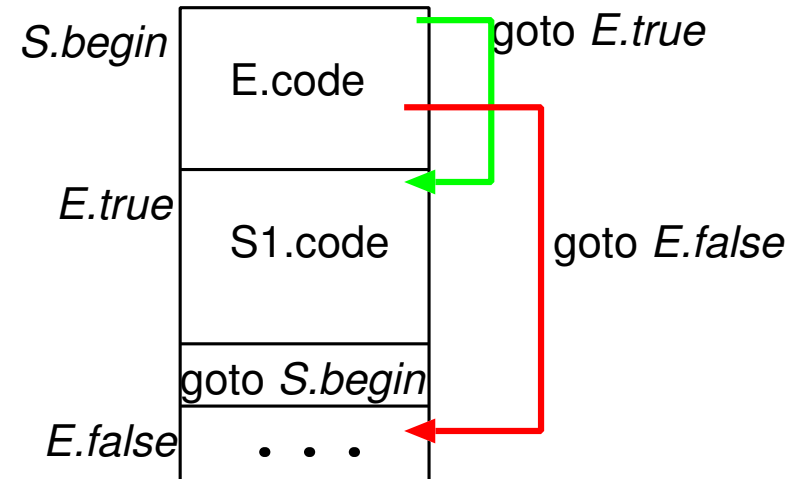 S.begin
goto E.true
E.code
E.true
S1.code
goto E.false
goto S.begin
E.false
. . .